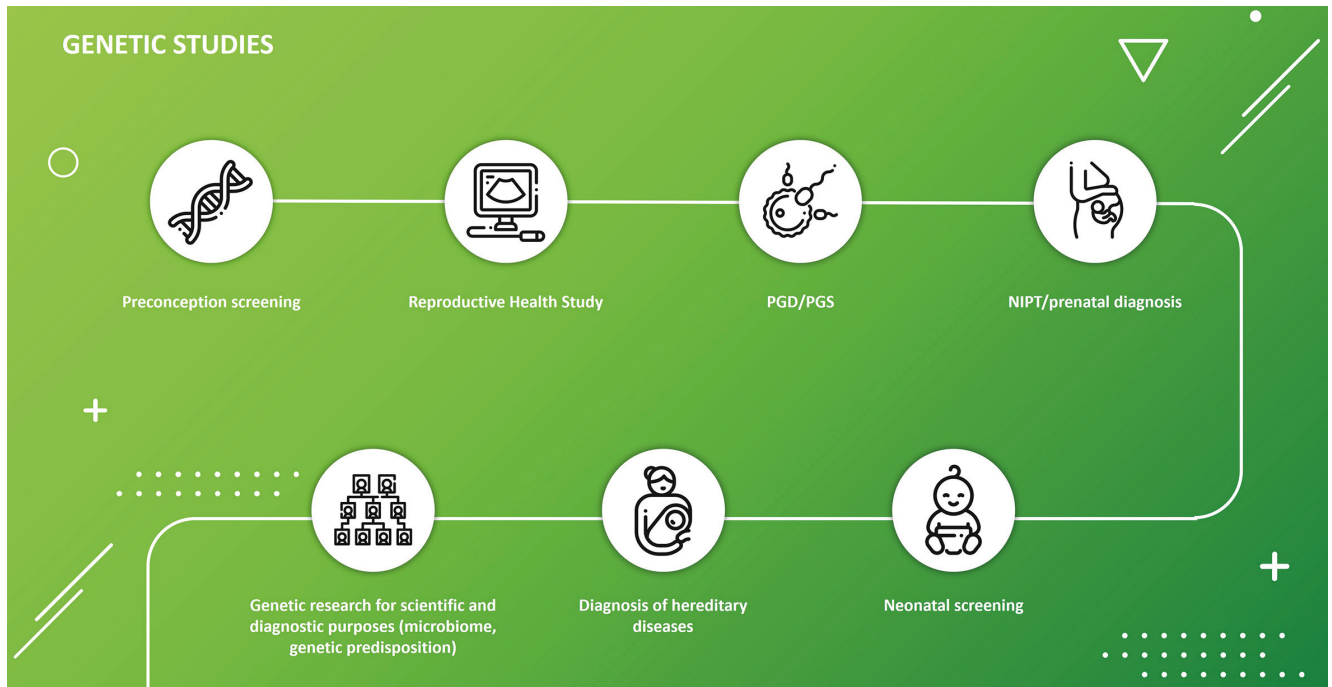 GENETIC STUDIES
Preconception screening
Reproductive Health Study
PGD/PGS
NIPT/prenatal diagnosis
Genetic research for scientific and
diagnostic purposes (microbiome,
genetic predisposition)
Diagnosis of hereditary
diseases
Neonatal screening